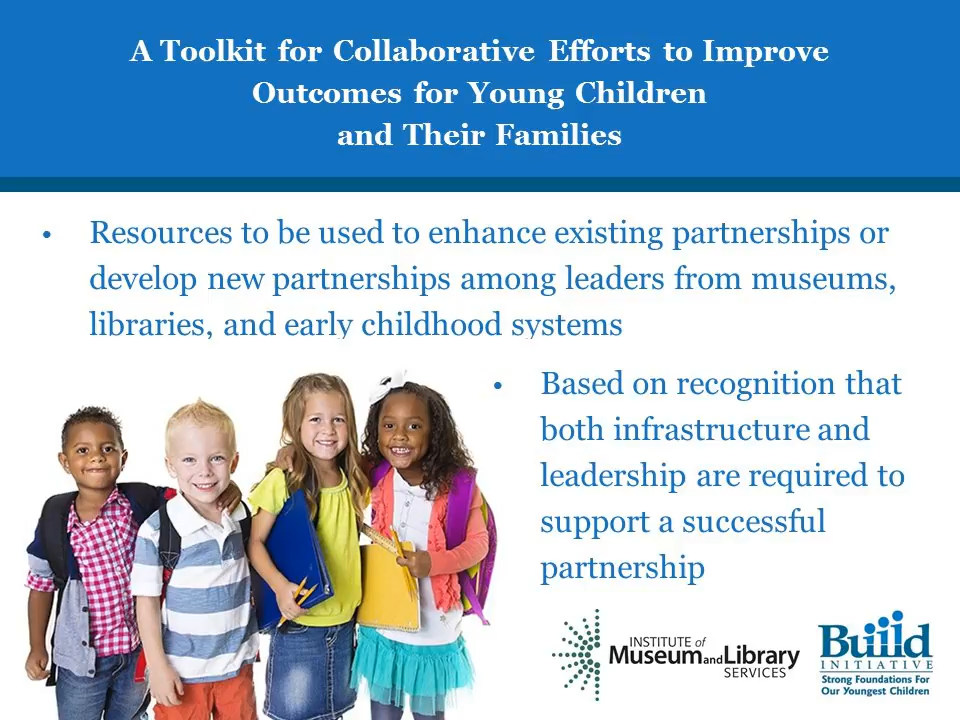 A Toolkit for Collaborative Efforts to Improve
Outcomes for Young Children
and Their Families
• Resources to be used to enhance existing partnerships or
develop new partnerships among leaders from museums,
libraries, and early childhood systems
• Based on recognition that
both infrastructure and
leadership are required to
support a successful
partnership
INSTITUTE of
Museum and Library
SERVICES
Build
INITIATIVE
Strong Foundations For
Our Youngest Children